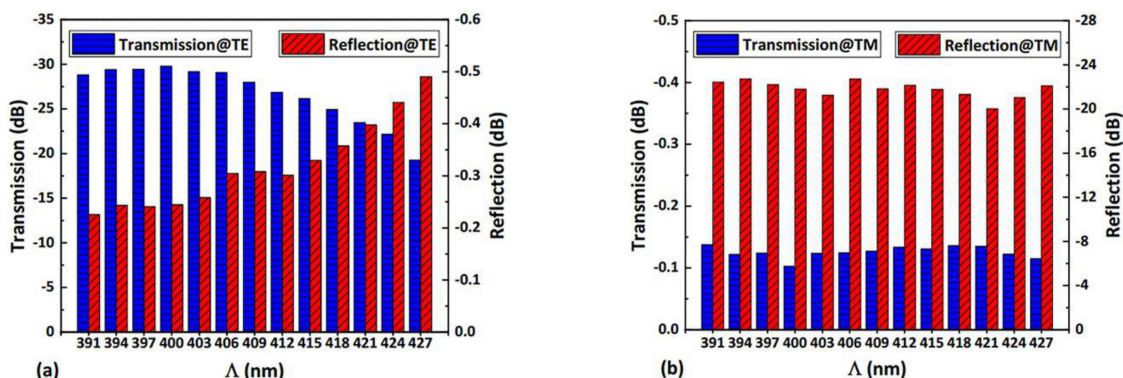 -35
-30
-25
-20
-15
-10
-5
0
Transmission (dB)
Transmission@TE
Reflection@TE
-0.6
-0.5
-0.4
-0.3
-0.2
-0.1
0.0
Reflection (dB)
391 394 397 400 403 406 409 412 415 418 421 424 427
(a)
Λ (nm)
-0.5
-0.4
-0.3
-0.2
-0.1
0.0
Transmission (dB)
Transmission@TM
Reflection@TM
-28
-24
-20
-16
-12
-8
-4
0
Reflection (dB)
391 394 397 400 403 406 409 412 415 418 421 424 427
(b)
Λ (nm)